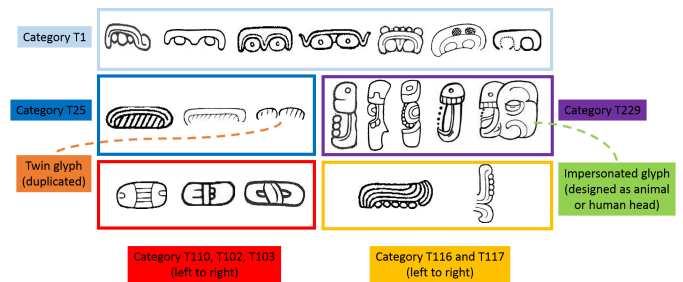 Category T1
Category T25
Category T229
Twin glyph
(duplicated)
Impersonated glyph
(designed as animal
or human head)
Category T110, T102, T103
(left to right)
Category T116 and T117
(left to right)